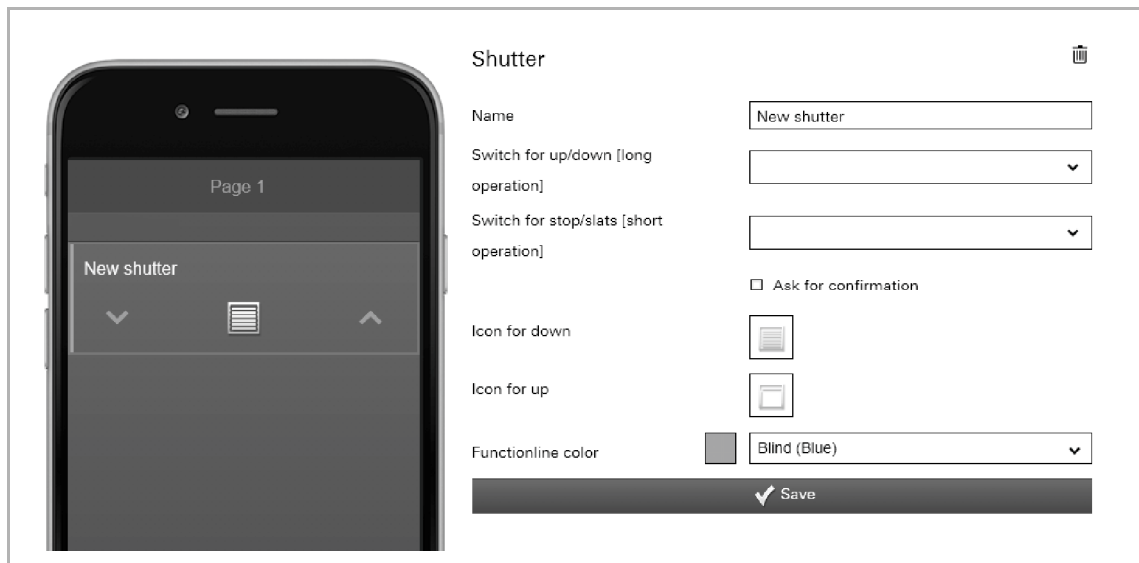 Page 1
New shutter
Shutter
Name
New shutter
Switch for up/down [long
operation]
Switch for stop/slats [short
operation]
Ask for confirmation
Icon for down
Icon for up
Functionline color
Blind (Blue)
Save